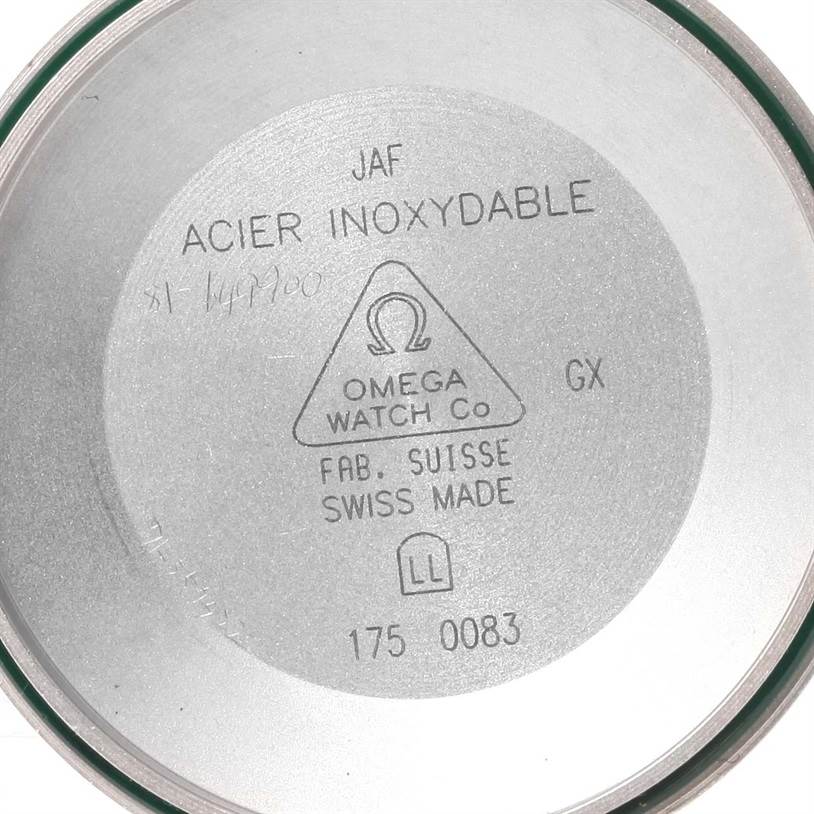 JAF
ACIER INOXYDABLE
Ω
OMEGA
WATCH Co
GX
FAB. SUISSE
SWISS MADE
LL
175 0083